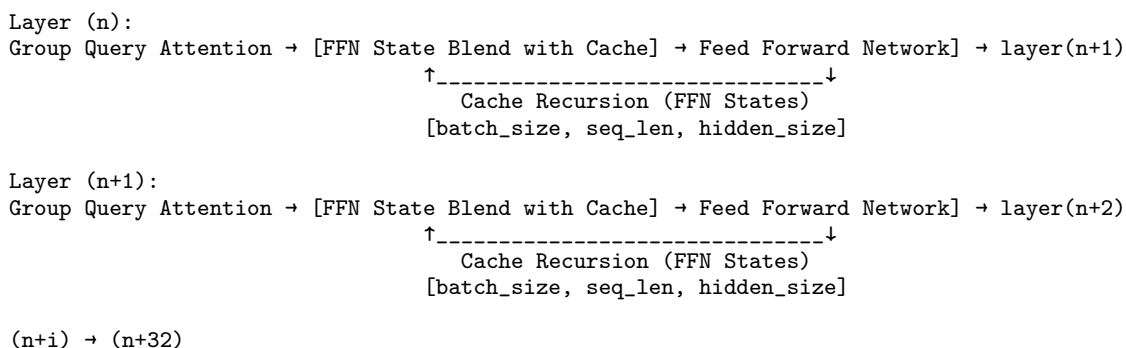 Layer (n):
Group Query Attention → [FFN State Blend with Cache] → Feed Forward Network] → layer(n+1)
↑_______________________________↓
Cache Recursion (FFN States)
[batch_size, seq_len, hidden_size]
Layer (n+1):
Group Query Attention → [FFN State Blend with Cache] → Feed Forward Network] → layer(n+2)
↑_______________________________↓
Cache Recursion (FFN States)
[batch_size, seq_len, hidden_size]
(n+i) → (n+32)